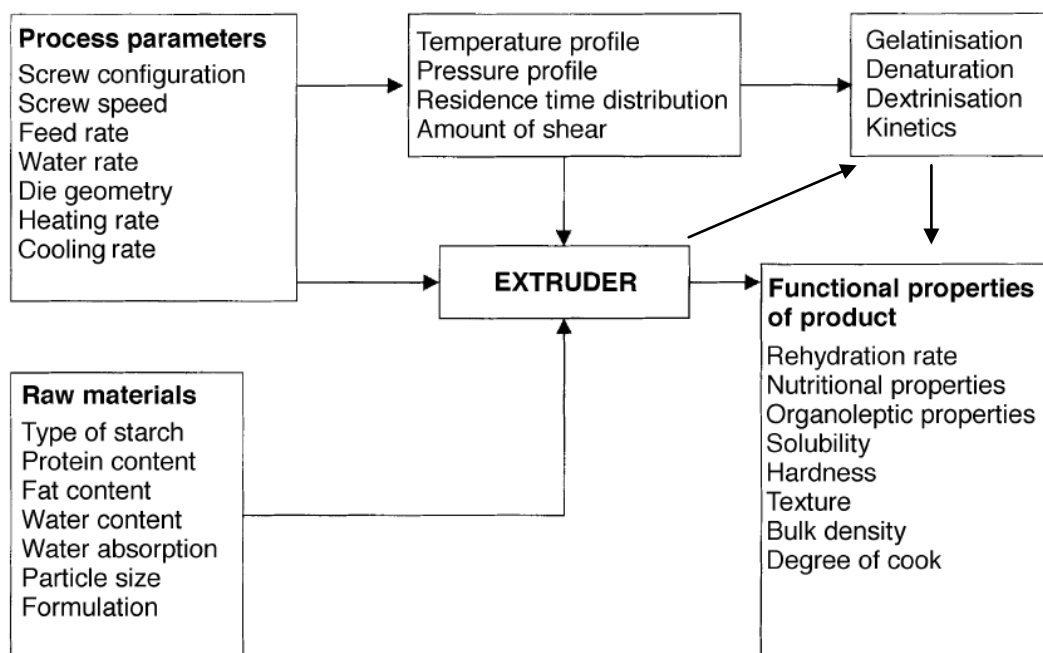 Process parameters
Screw configuration
Screw speed
Feed rate
Water rate
Die geometry
Heating rate
Cooling rate
Temperature profile
Pressure profile
Residence time distribution
Amount of shear
Gelatinisation
Denaturation
Dextrinisation
Kinetics
EXTRUDER
Raw materials
Type of starch
Protein content
Fat content
Water content
Water absorption
Particle size
Formulation
Functional properties
of product
Rehydration rate
Nutritional properties
Organoleptic properties
Solubility
Hardness
Texture
Bulk density
Degree of cook